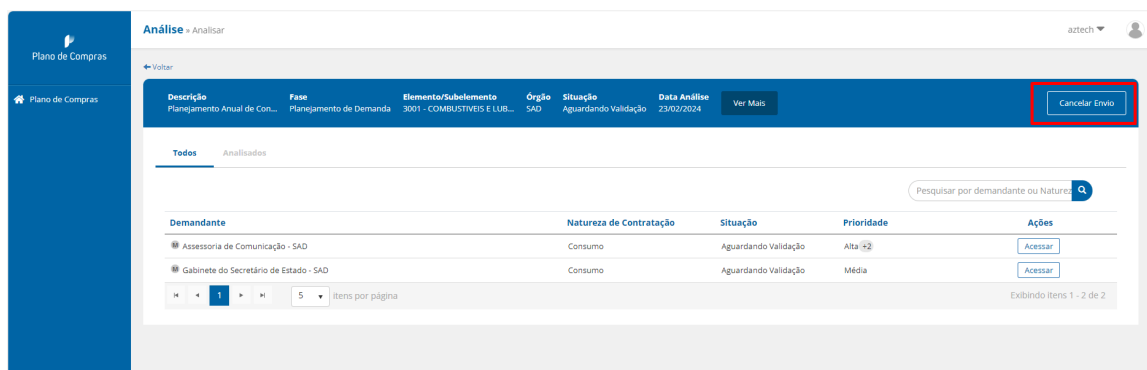 Plano de Compras
Plano de Compras
Análise » Analisar
aztech
Voltar
Descrição Fase Elemento/Subelemento Órgão Situação Data Análise
Planejamento Anual de Con... Planejamento de Demanda 3001 - COMBUSTIVEIS E LUB... SAD Aguardando Validação 23/02/2024
Ver Mais
Cancelar Envio
Todos Analisados
Pesquisar por demandante ou Naturez
Demandante Natureza de Contratação Situação Prioridade Ações
M Assessoria de Comunicação - SAD Consumo Aguardando Validação Alta +2 Acessar
M Gabinete do Secretário de Estado - SAD Consumo Aguardando Validação Média Acessar
1 5 itens por página Exibindo itens 1 - 2 de 2